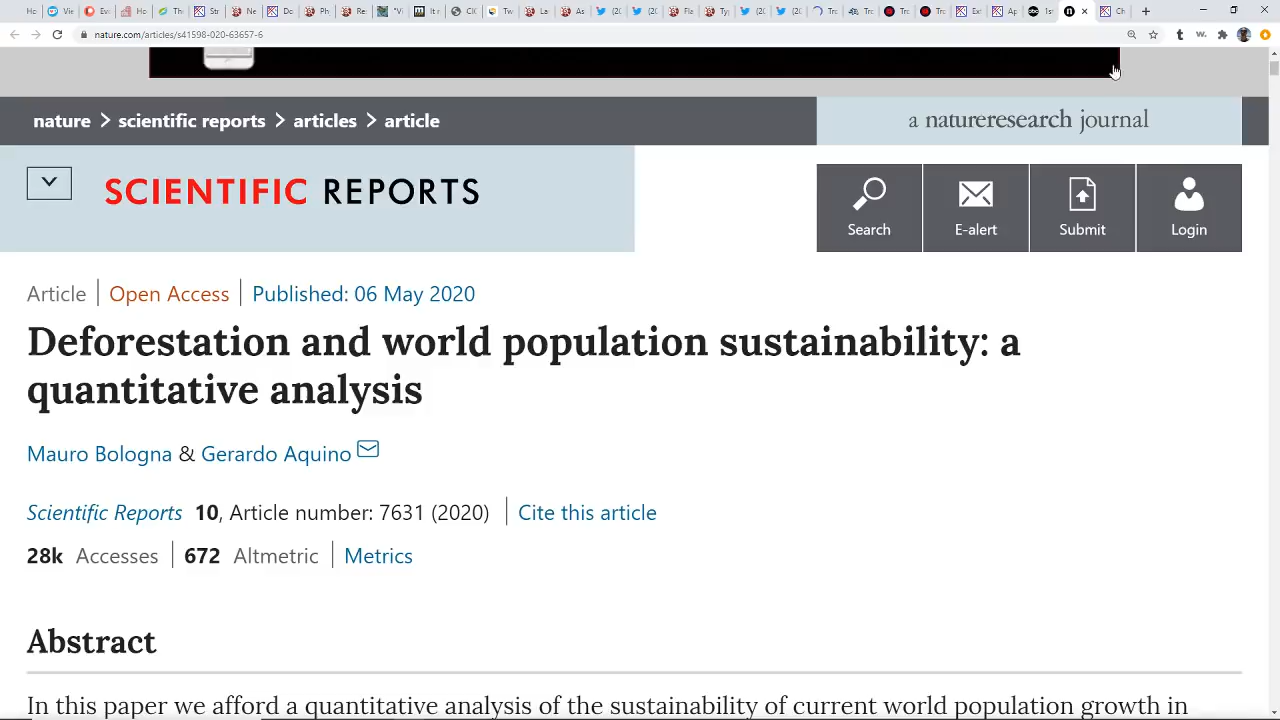 nature.com/articles/s41598-020-63657-6
nature > scientific reports > articles > article
a natureresearch journal
SCIENTIFIC REPORTS
Search
E-alert
Submit
Login
Article | Open Access | Published: 06 May 2020
Deforestation and world population sustainability: a
quantitative analysis
Mauro Bologna & Gerardo Aquino
Scientific Reports 10, Article number: 7631 (2020) | Cite this article
28k Accesses | 672 Altmetric | Metrics
Abstract
In this paper we afford a quantitative analysis of the sustainability of current world population growth in